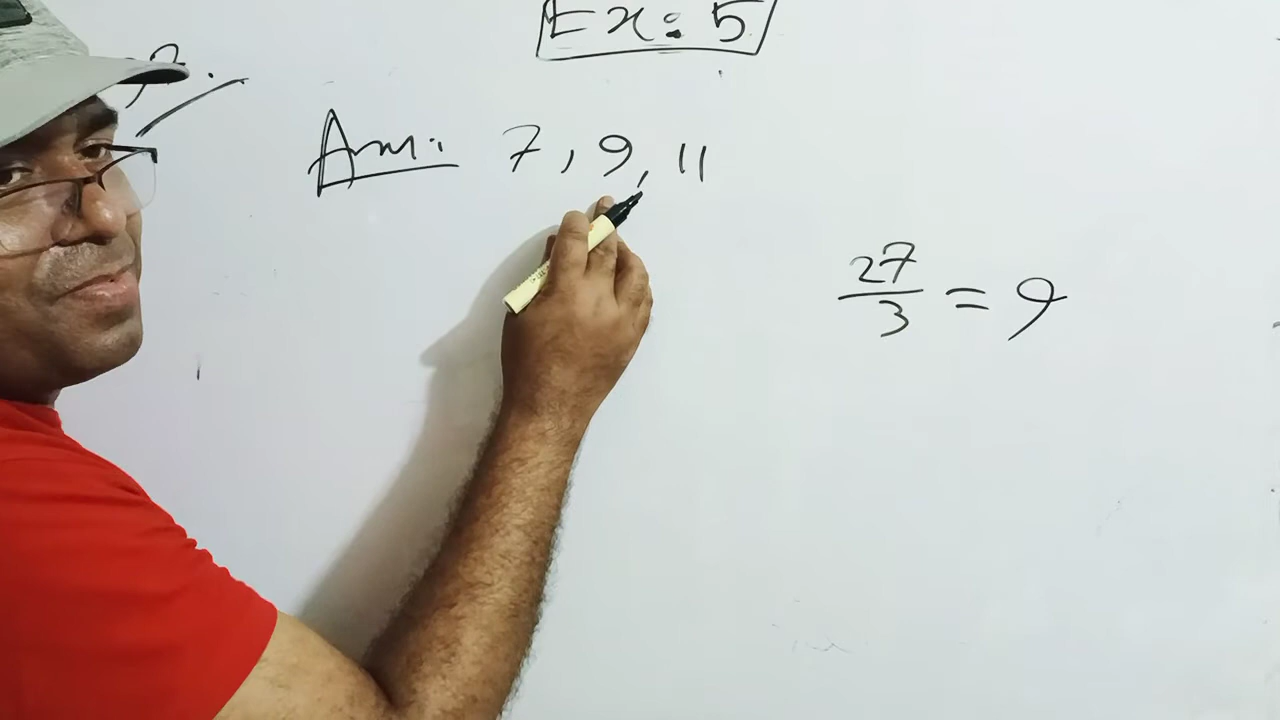 Ex: 5
?.
Ans: 7, 9, 11
27/3 = 9